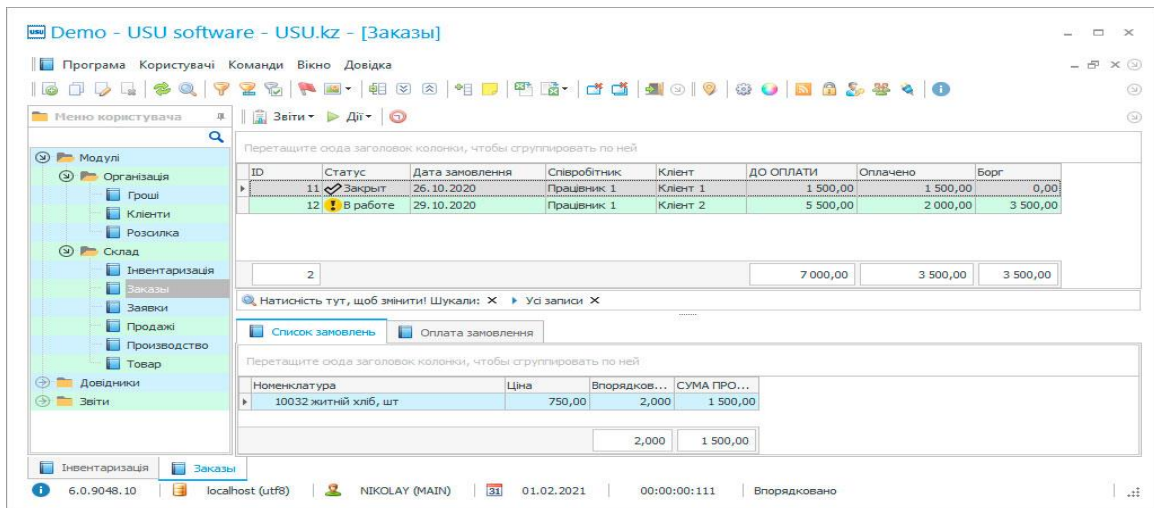 USU Demo - USU software - USU.kz - [Заказы]
Програма Користувачі Команди Вікно Довідка
Меню користувача
Звіти Дії
Перетащите сюда заголовок колонки, чтобы сгруппировать по ней
Модулі
Організація
Гроші
Клієнти
Розсилка
Склад
Інвентаризація
Заказы
Заявки
Продажі
Производство
Товар
Довідники
Звіти
ID Статус Дата замовлення Співробітник Клієнт ДО ОПЛАТИ Оплачено Борг
11 Закрыт 26.10.2020 Працівник 1 Клієнт 1 1 500,00 1 500,00 0,00
12 В работе 29.10.2020 Працівник 1 Клієнт 2 5 500,00 2 000,00 3 500,00
2 7 000,00 3 500,00 3 500,00
Натисність тут, щоб змінити! Шукали: Усі записи
Список замовлень Оплата замовлення
Перетащите сюда заголовок колонки, чтобы сгруппировать по ней
Номенклатура Ціна Впорядков... СУМА ПРО...
10032 житній хліб, шт 750,00 2,000 1 500,00
2,000 1 500,00
Інвентаризація Заказы
6.0.9048.10 localhost (utf8) NIKOLAY (MAIN) 31 01.02.2021 00:00:00:111 Впорядковано